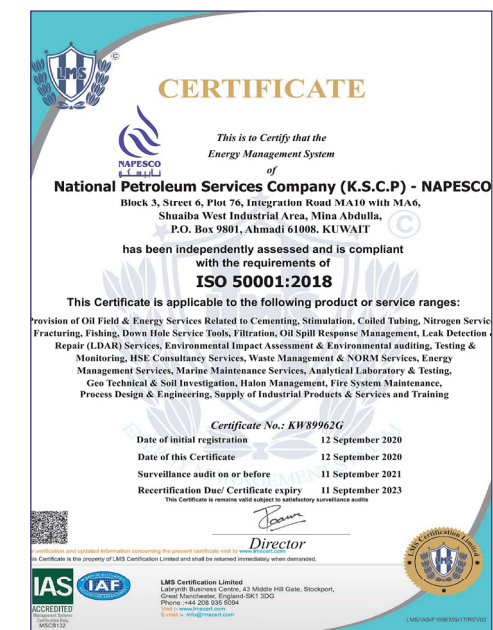 LMS
©
CERTIFICATE
NAPESCO
نابيسكو
This is to Certify that the
Energy Management System
of
National Petroleum Services Company (K.S.C.P) - NAPESCO
Block 3, Street 6, Plot 76, Integration Road MA10 with MA6,
Shuaiba West Industrial Area, Mina Abdulla,
P.O. Box 9801, Ahmadi 61008. KUWAIT
has been independently assessed and is compliant
with the requirements of
ISO 50001:2018
This Certificate is applicable to the following product or service ranges:
Provision of Oil Field & Energy Services Related to Cementing, Stimulation, Coiled Tubing, Nitrogen Servic
Fracturing, Fishing, Down Hole Service Tools, Filtration, Oil Spill Response Management, Leak Detection
Repair (LDAR) Services, Environmental Impact Assessment & Environmental auditing, Testing &
Monitoring, HSE Consultancy Services, Waste Management & NORM Services, Energy
Management Services, Marine Maintenance Services, Analytical Laboratory & Testing,
Geo Technical & Soil Investigation, Halon Management, Fire System Maintenance,
Process Design & Engineering, Supply of Industrial Products & Services and Training
Certificate No.: KW89962G
Date of initial registration 12 September 2020
Date of this Certificate 12 September 2020
Surveillance audit on or before 11 September 2021
Recertification Due/ Certificate expiry 11 September 2023
This Certificate is remains valid subject to satisfactory surveillance audits
Director
verification and updated information concerning the present certificate visit to www.lmscert.com
is Certificate is the property of LMS Certification Limited and shall be returned immediately when demanded.
IAS
ACCREDITED
Management Systems
Certification Body
MSCB132
IAF
LMS Certification Limited
Labrynth Business Centre, 43 Middle Hill Gate, Stockport,
Great Manchester, England-SK1 3DG
Phone :+44 208 935 5094
Visit :- www.lmscert.com
E-mail :- info@lmscert.com
LMS Certification Limited
LMS
LMS/IAS/F10/EMS/17/REV02